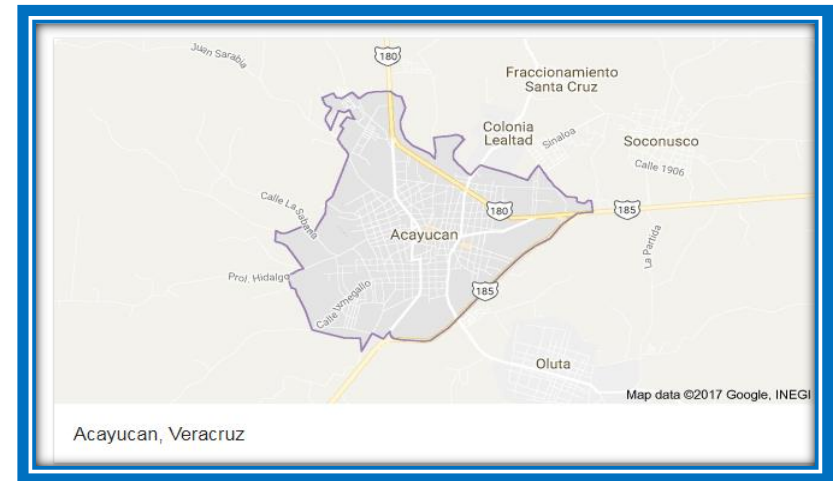 Juan Sarabia
180
Fraccionamiento
Santa Cruz
Colonia
Lealtad
Sinaloa
Soconusco
Calle 1906
Calle La Sabana
180
185
Acayucan
La Partida
Prol. Hidalgo
185
Calle
Oluta
Map data ©2017 Google, INEGI
Acayucan, Veracruz